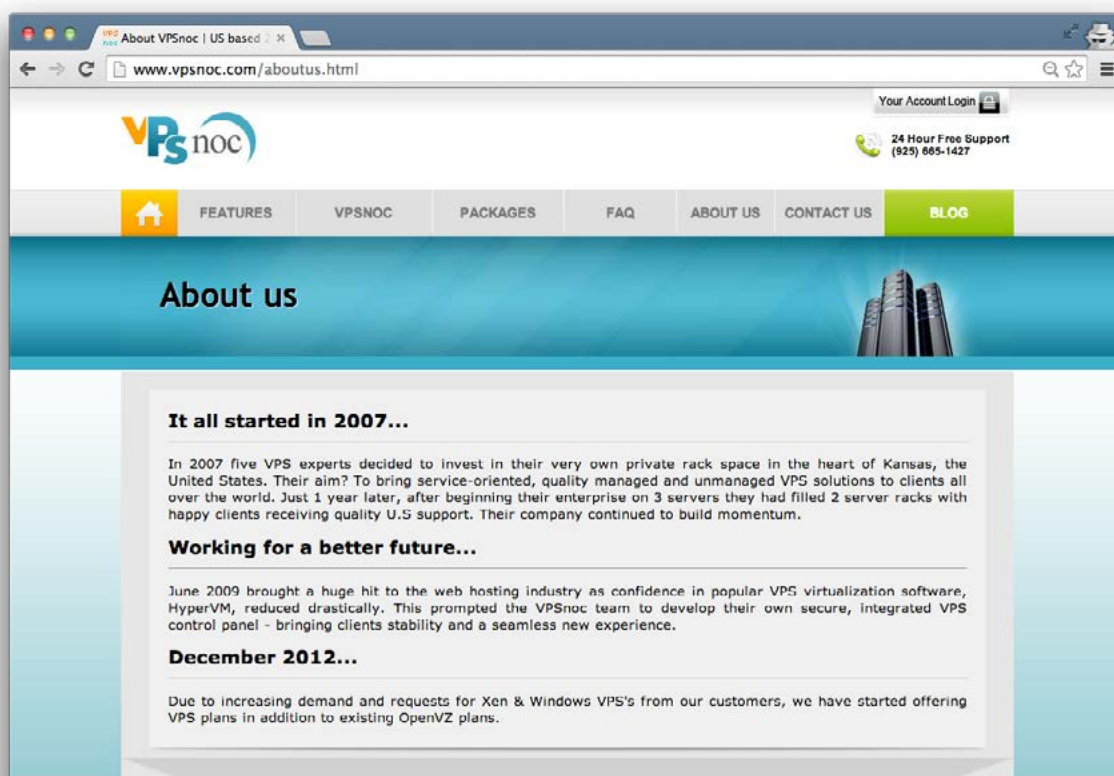 VPS noc About VPSnoc | US based
www.vpsnoc.com/aboutus.html
Your Account Login
VPS noc
24 Hour Free Support
(925) 665-1427
FEATURES VPSNOC PACKAGES FAQ ABOUT US CONTACT US BLOG
About us
It all started in 2007...
In 2007 five VPS experts decided to invest in their very own private rack space in the heart of Kansas, the
United States. Their aim? To bring service-oriented, quality managed and unmanaged VPS solutions to clients all
over the world. Just 1 year later, after beginning their enterprise on 3 servers they had filled 2 server racks with
happy clients receiving quality U.S support. Their company continued to build momentum.
Working for a better future...
June 2009 brought a huge hit to the web hosting industry as confidence in popular VPS virtualization software,
HyperVM, reduced drastically. This prompted the VPSnoc team to develop their own secure, integrated VPS
control panel - bringing clients stability and a seamless new experience.
December 2012...
Due to increasing demand and requests for Xen & Windows VPS's from our customers, we have started offering
VPS plans in addition to existing OpenVZ plans.